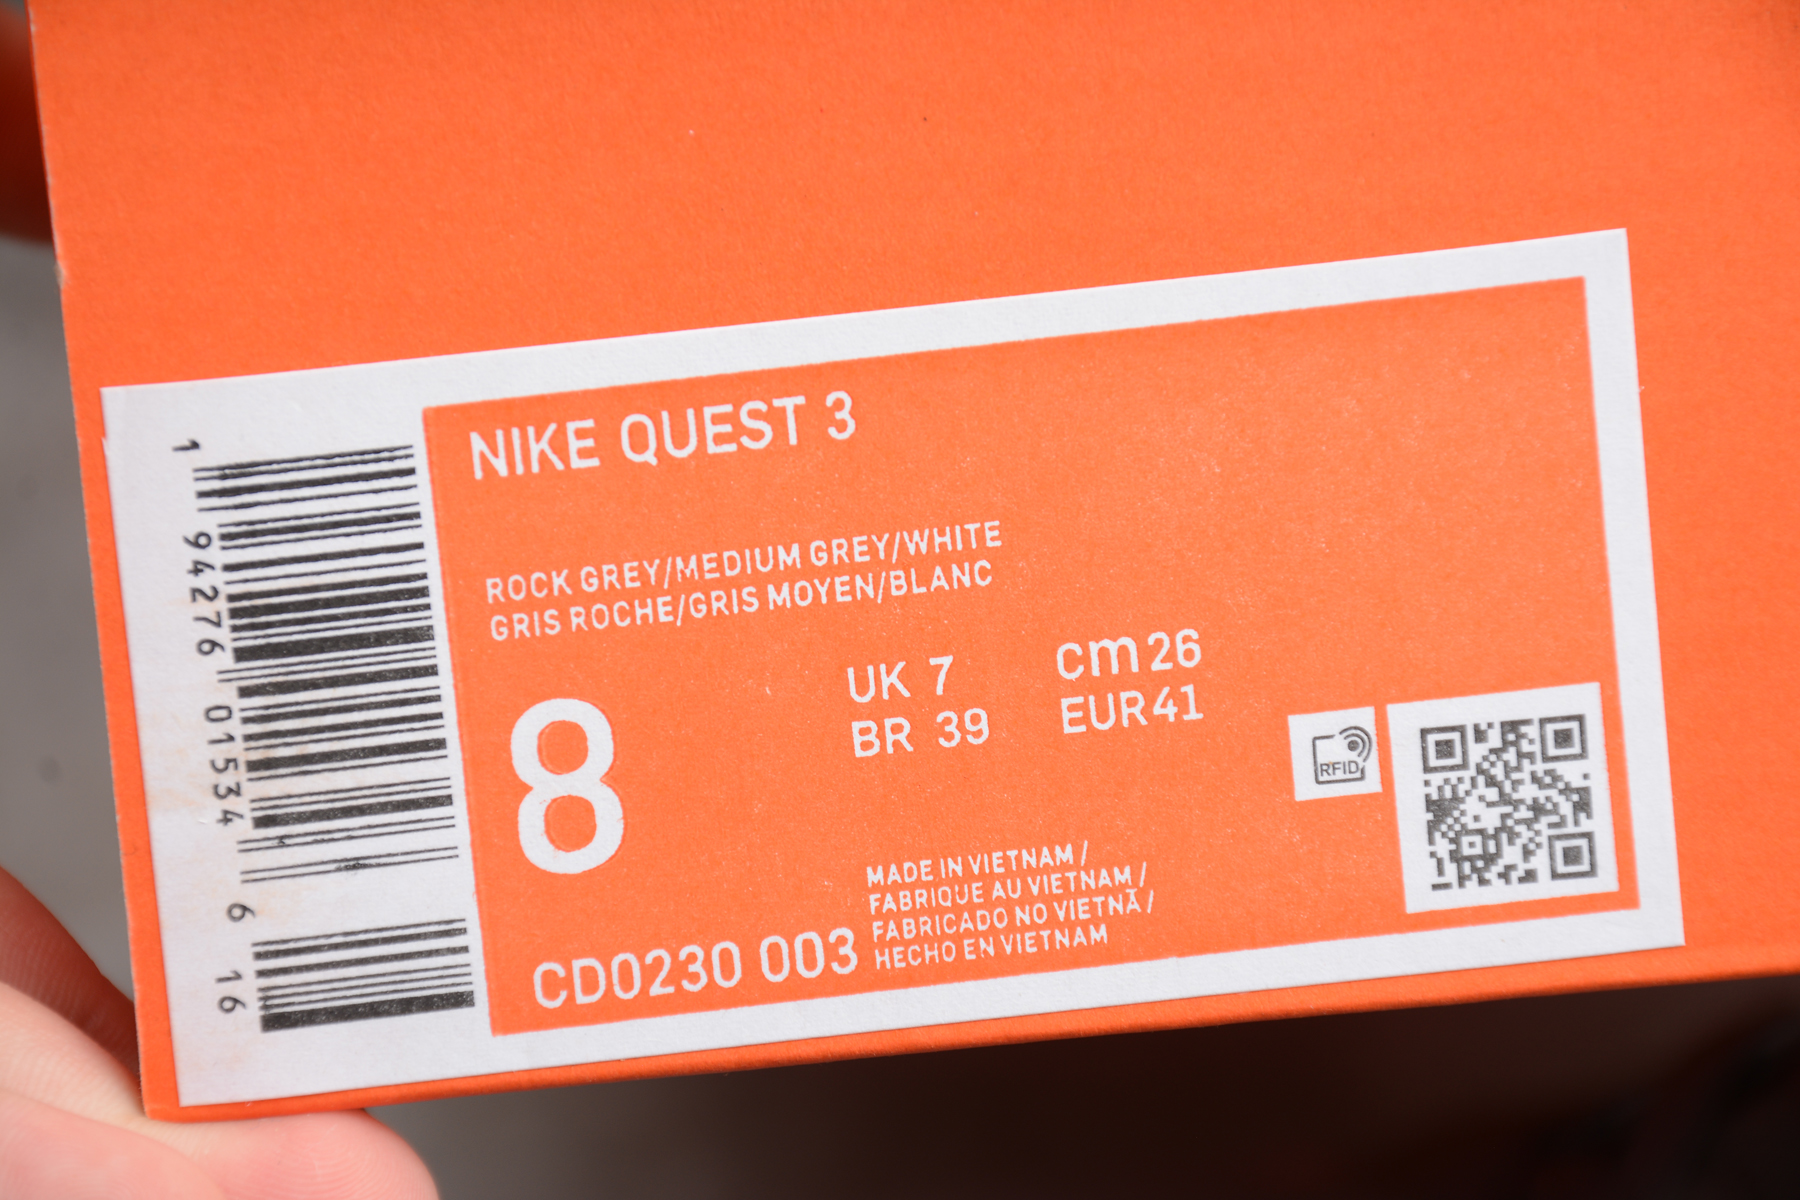 NIKE QUEST 3
ROCK GREY/MEDIUM GREY/WHITE
GRIS ROCHE/GRIS MOYEN/BLANC
8
UK 7
BR 39
cm 26
EUR 41
RFID
CD0230 003
MADE IN VIETNAM /
FABRIQUE AU VIETNAM /
FABRICADO NO VIETNÃ /
HECHO EN VIETNAM
1 94276 01534 6 16